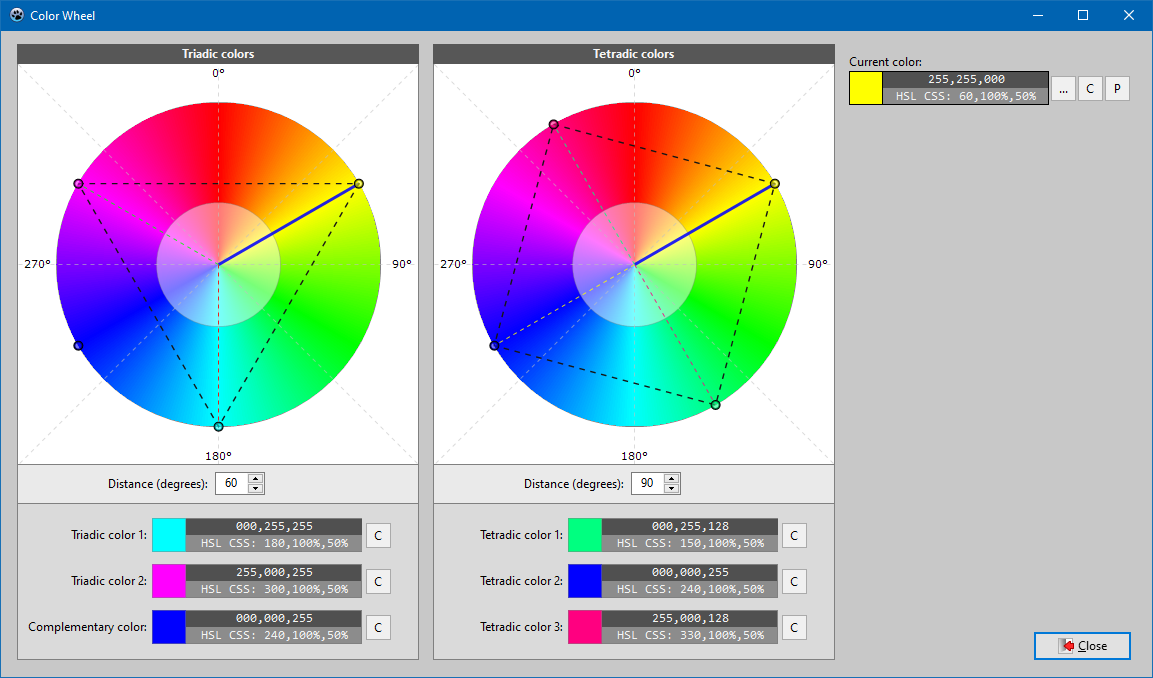 Color Wheel
Triadic colors
0°
270°
90°
180°
Distance (degrees): 60
Triadic color 1: 000,255,255 C
HSL CSS: 180,100%,50%
Triadic color 2: 255,000,255 C
HSL CSS: 300,100%,50%
Complementary color: 000,000,255 C
HSL CSS: 240,100%,50%
Tetradic colors
0°
270°
90°
180°
Distance (degrees): 90
Tetradic color 1: 000,255,128 C
HSL CSS: 150,100%,50%
Tetradic color 2: 000,000,255 C
HSL CSS: 240,100%,50%
Tetradic color 3: 255,000,128 C
HSL CSS: 330,100%,50%
Current color:
255,255,000
HSL CSS: 60,100%,50%
... C P
Close